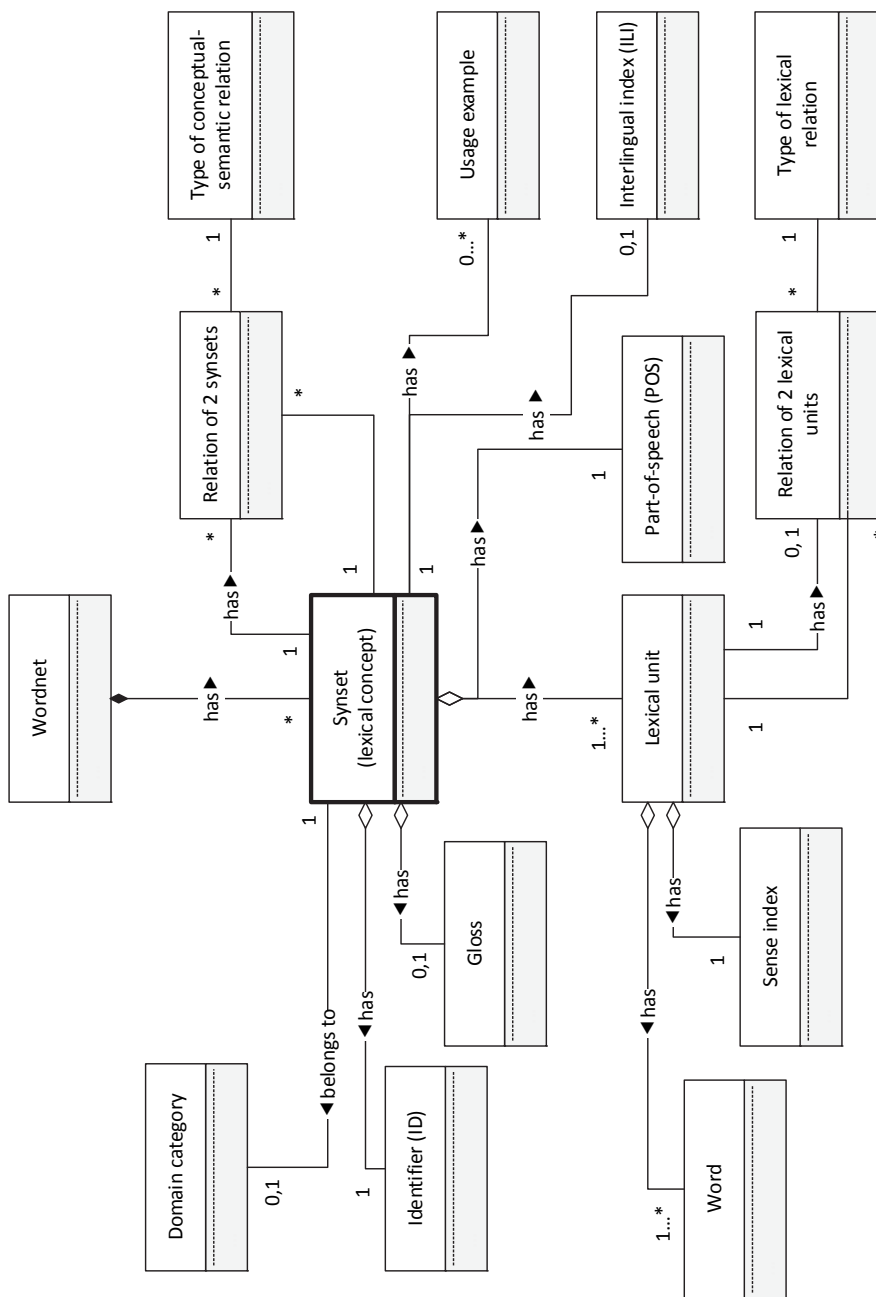 Wordnet
has
*
Domain category
0,1
belongs to
1
Identifier (ID)
1
has
Gloss
0,1
has
Synset
(lexical concept)
1
has
*
Relation of 2 synsets
*
1
*
1
Type of conceptual-
semantic relation
1
has
0...*
Usage example
has
0,1
Interlingual index (ILI)
has
1
Part-of-speech (POS)
has
1...*
Lexical unit
has
1...*
Word
has
1
Sense index
1
has
0, 1
Relation of 2 lexical
units
1
*
*
1
Type of lexical
relation